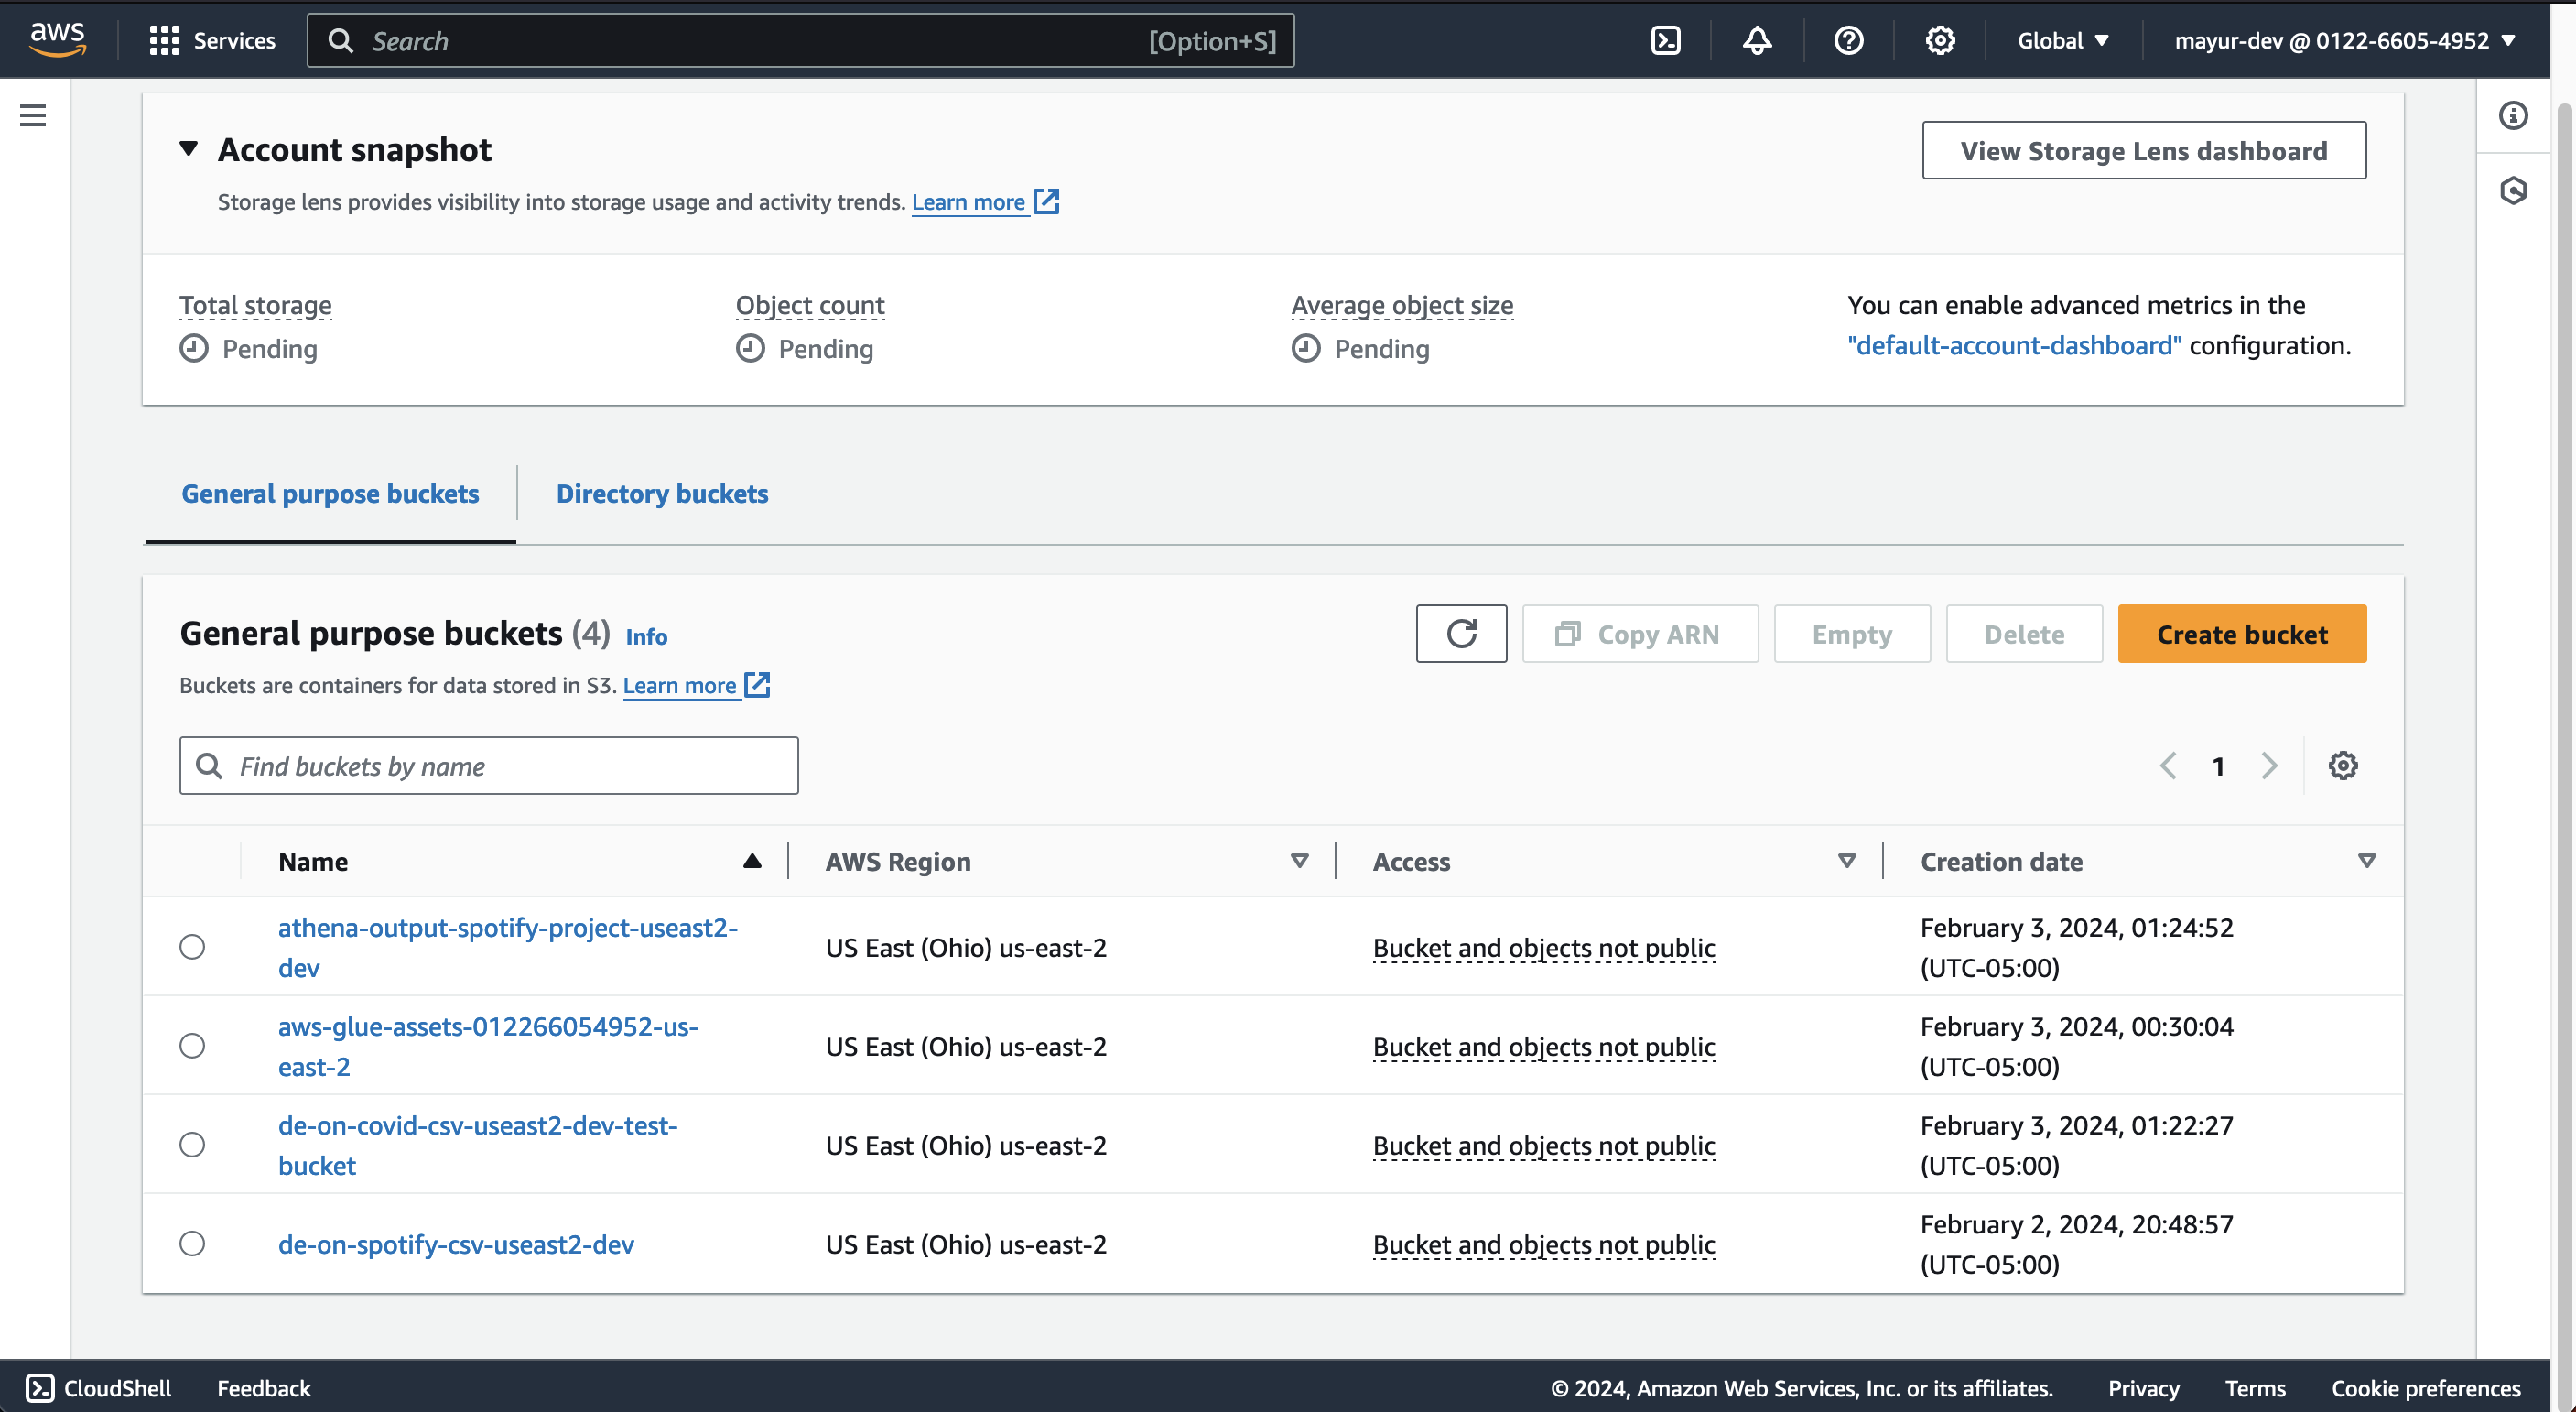 aws
Services
Search
[Option+S]
Global
mayur-dev @ 0122-6605-4952
Account snapshot
View Storage Lens dashboard
Storage lens provides visibility into storage usage and activity trends. Learn more
Total storage
Pending
Object count
Pending
Average object size
Pending
You can enable advanced metrics in the
"default-account-dashboard" configuration.
General purpose buckets
Directory buckets
General purpose buckets (4) Info
Copy ARN
Empty
Delete
Create bucket
Buckets are containers for data stored in S3. Learn more
Find buckets by name
1
Name
AWS Region
Access
Creation date
athena-output-spotify-project-useast2-
dev
US East (Ohio) us-east-2
Bucket and objects not public
February 3, 2024, 01:24:52
(UTC-05:00)
aws-glue-assets-012266054952-us-
east-2
US East (Ohio) us-east-2
Bucket and objects not public
February 3, 2024, 00:30:04
(UTC-05:00)
de-on-covid-csv-useast2-dev-test-
bucket
US East (Ohio) us-east-2
Bucket and objects not public
February 3, 2024, 01:22:27
(UTC-05:00)
de-on-spotify-csv-useast2-dev
US East (Ohio) us-east-2
Bucket and objects not public
February 2, 2024, 20:48:57
(UTC-05:00)
CloudShell
Feedback
© 2024, Amazon Web Services, Inc. or its affiliates.
Privacy
Terms
Cookie preferences